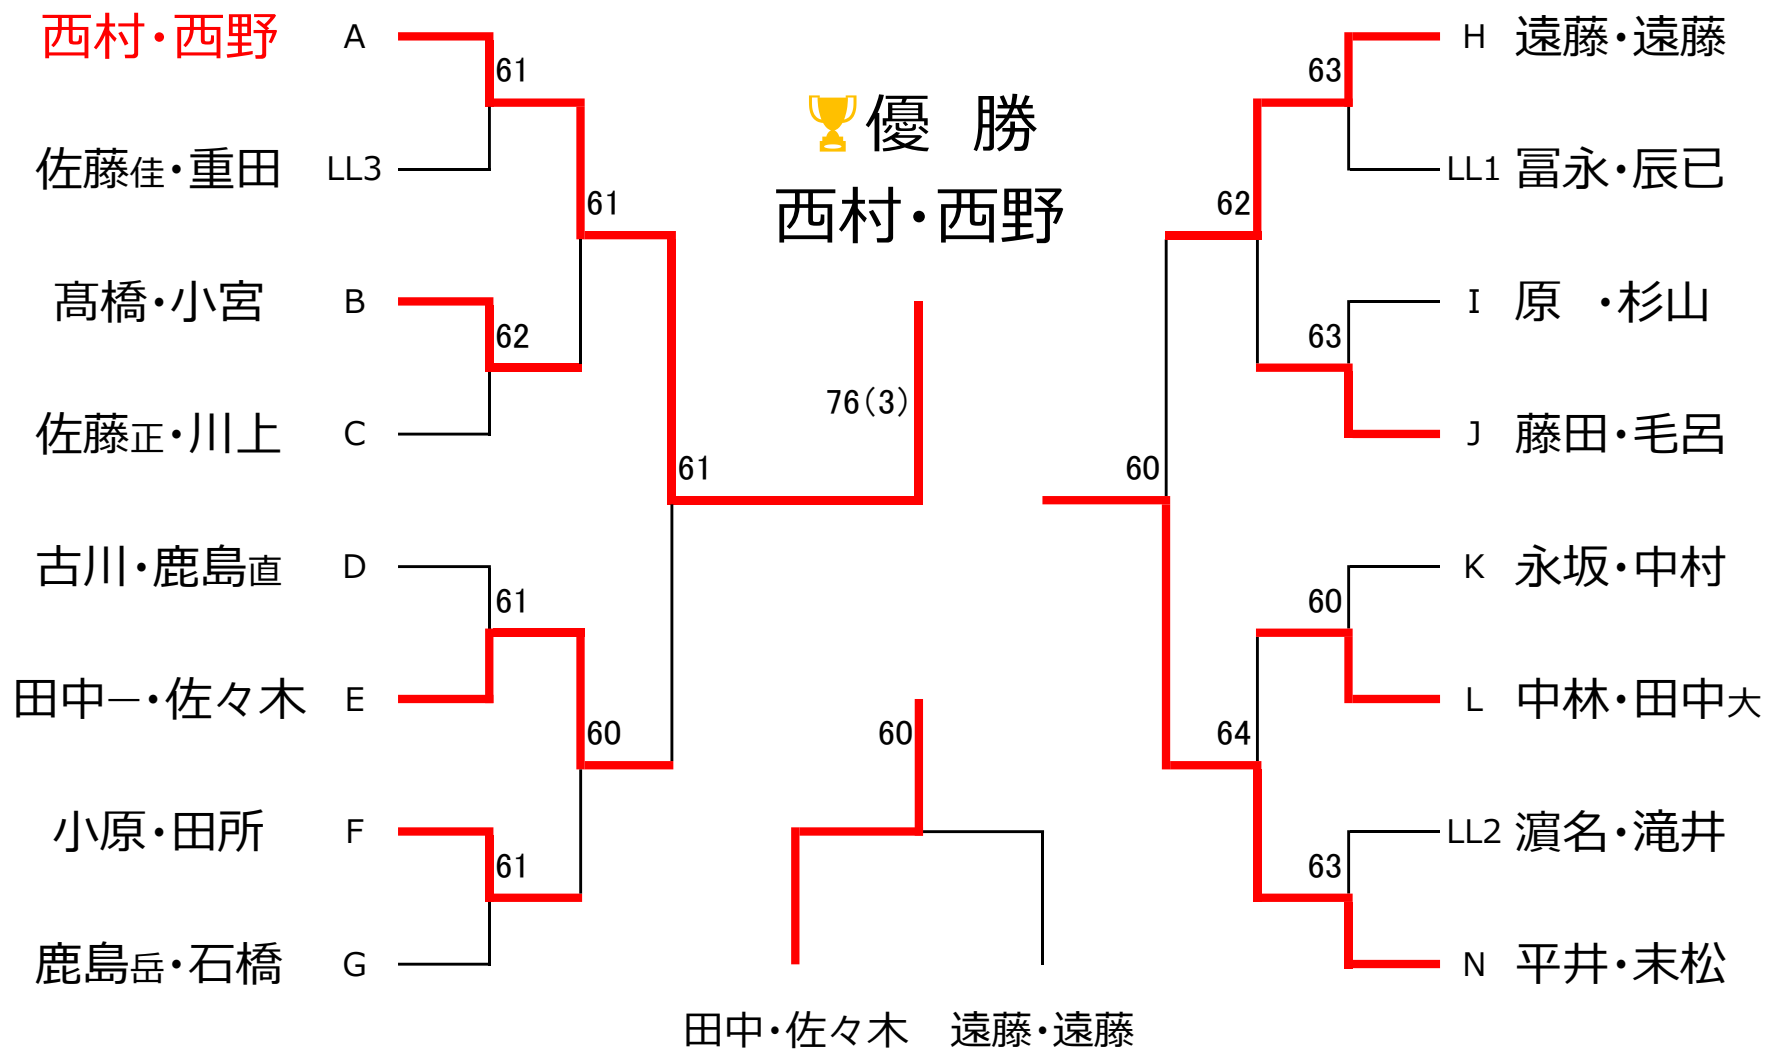 西村・西野 A
61
佐藤佳・重田 LL3
61
髙橋・小宮 B
62
佐藤正・川上 C
61
古川・鹿島直 D
61
田中一・佐々木 E
60
小原・田所 F
61
鹿島岳・石橋 G
優 勝
西村・西野
76(3)
60
田中・佐々木 遠藤・遠藤
H 遠藤・遠藤
63
LL1 冨永・辰已
62
I 原 ・杉山
63
J 藤田・毛呂
60
K 永坂・中村
60
L 中林・田中大
64
LL2 濵名・滝井
63
N 平井・末松